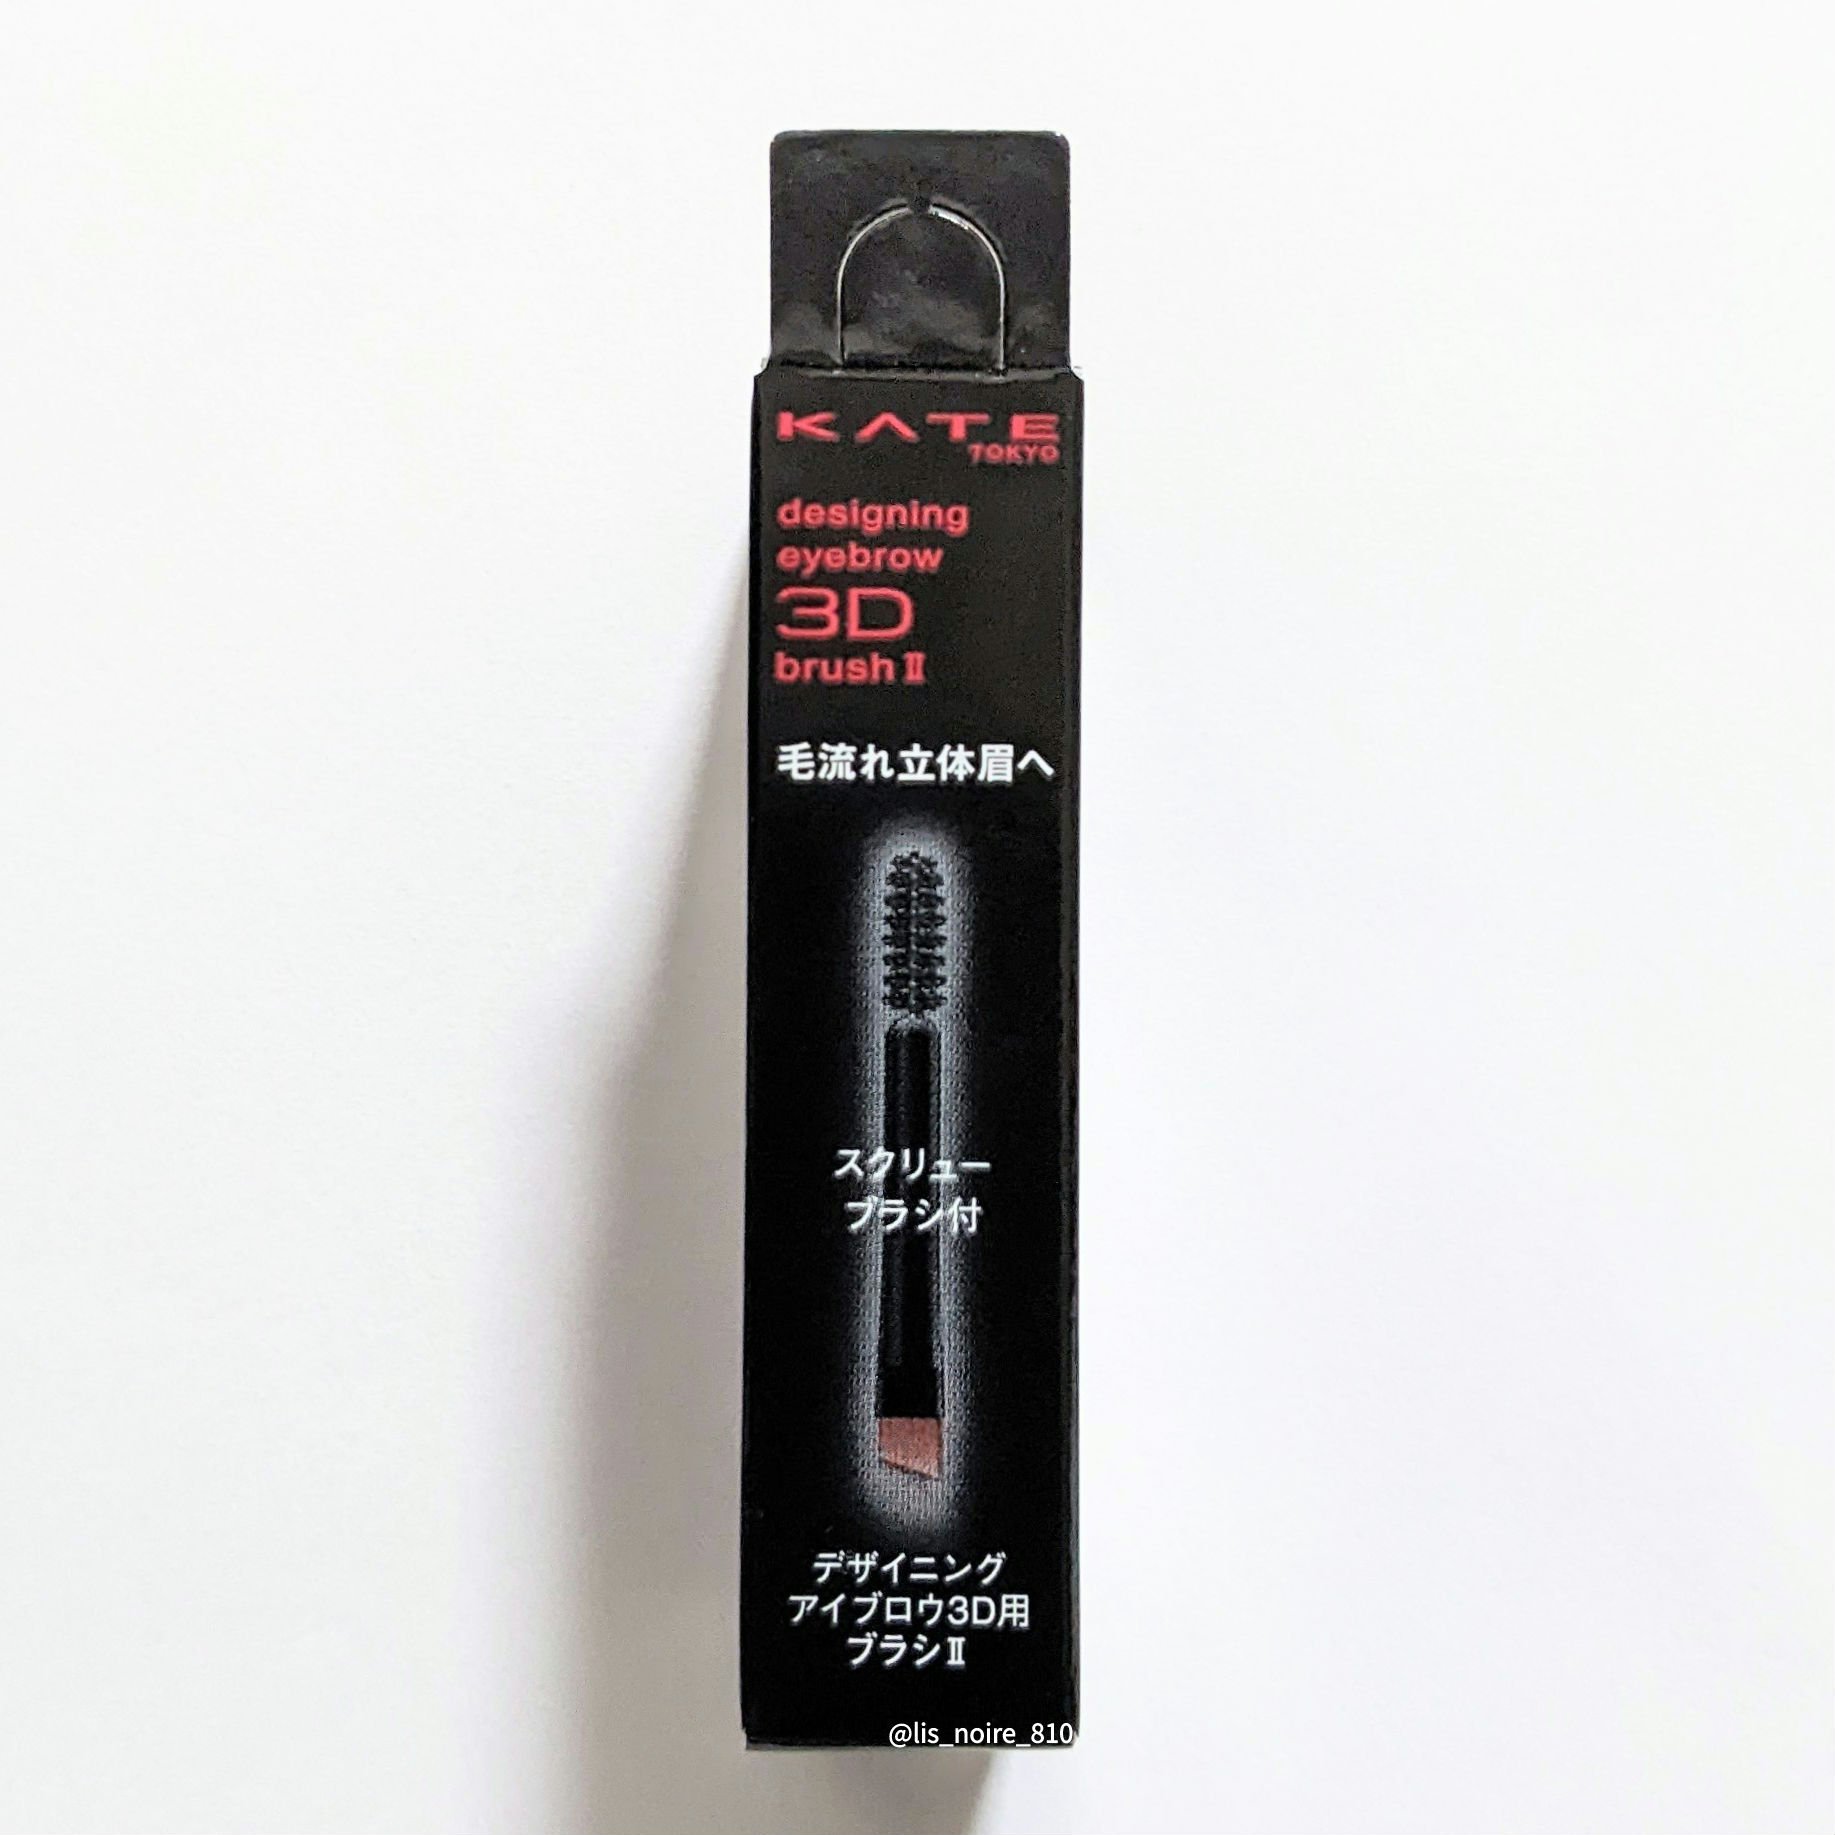 KATE
TOKYO
designing
eyebrow
3D
brushⅡ
毛流れ立体眉へ
スクリュー
ブラシ付
デザイニング
アイブロウ3D用
ブラシⅡ
@lis_noire_810